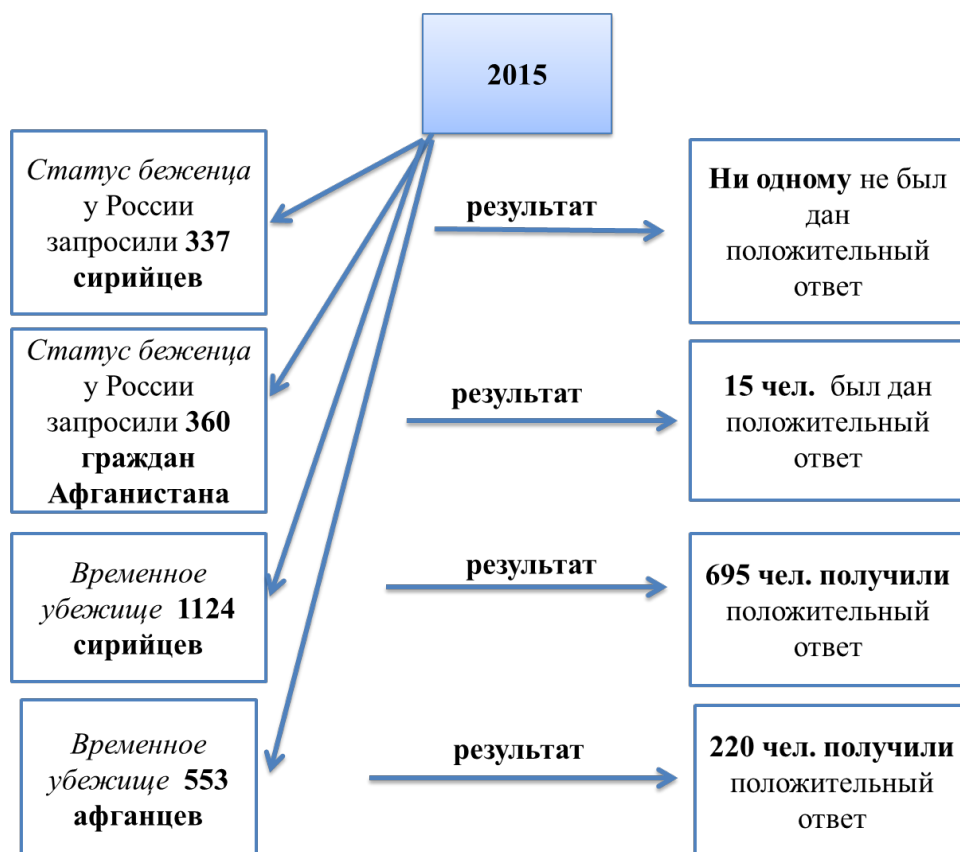 2015
Статус беженца
у России
запросили 337
сирийцев
результат
Ни одному не был
дан
положительный
ответ
Статус беженца
у России
запросили 360
граждан
Афганистана
результат
15 чел. был дан
положительный
ответ
Временное
убежище 1124
сирийцев
результат
695 чел. получили
положительный
ответ
Временное
убежище 553
афганцев
результат
220 чел. получили
положительный
ответ